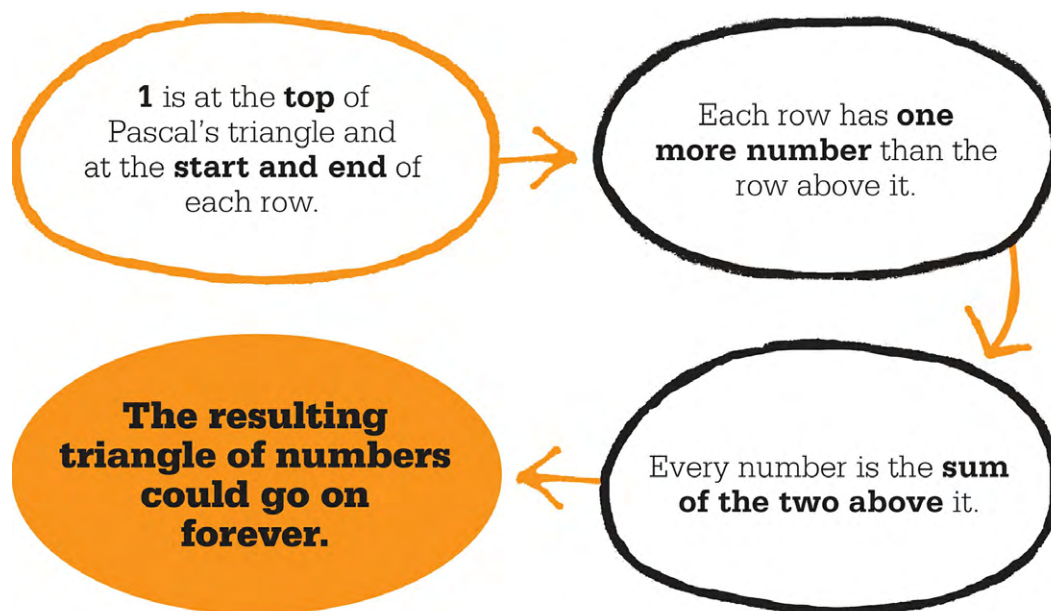 1 is at the top of
Pascal’s triangle and
at the start and end of
each row.
Each row has one
more number than the
row above it.
Every number is the sum
of the two above it.
The resulting
triangle of numbers
could go on
forever.